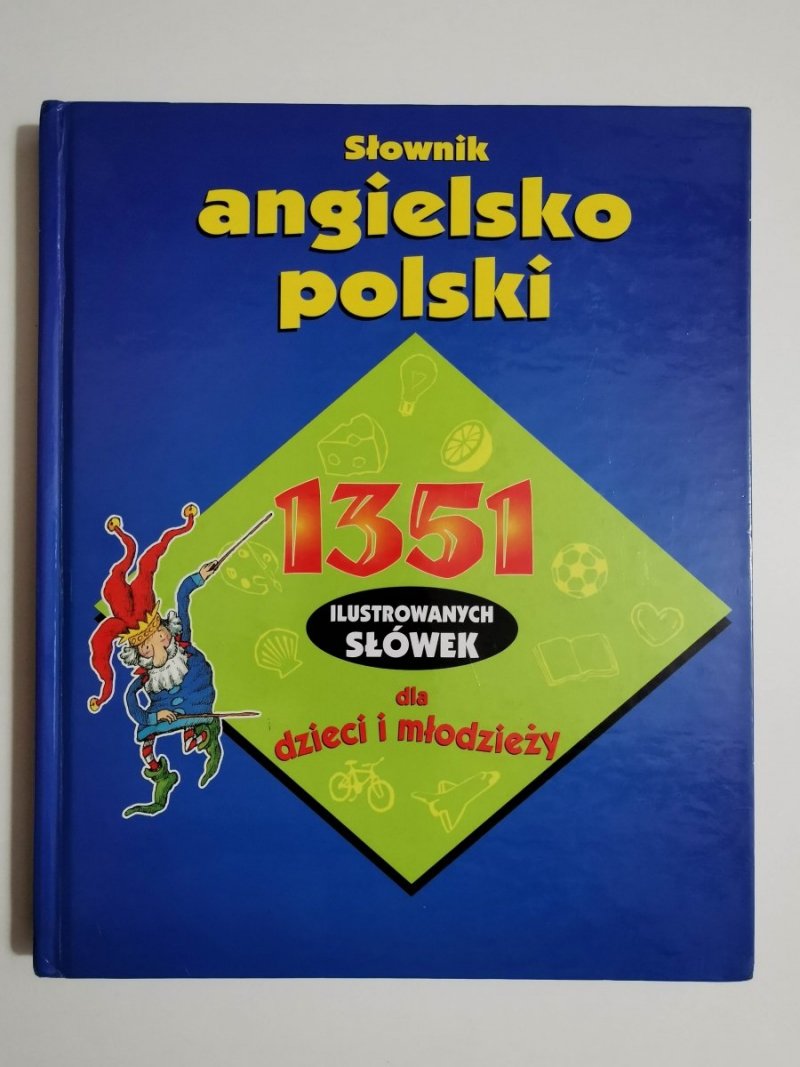 Słownik
angielsko
polski
1351
ILUSTROWANYCH
SŁÓWEK
dla
dzieci i młodzieży